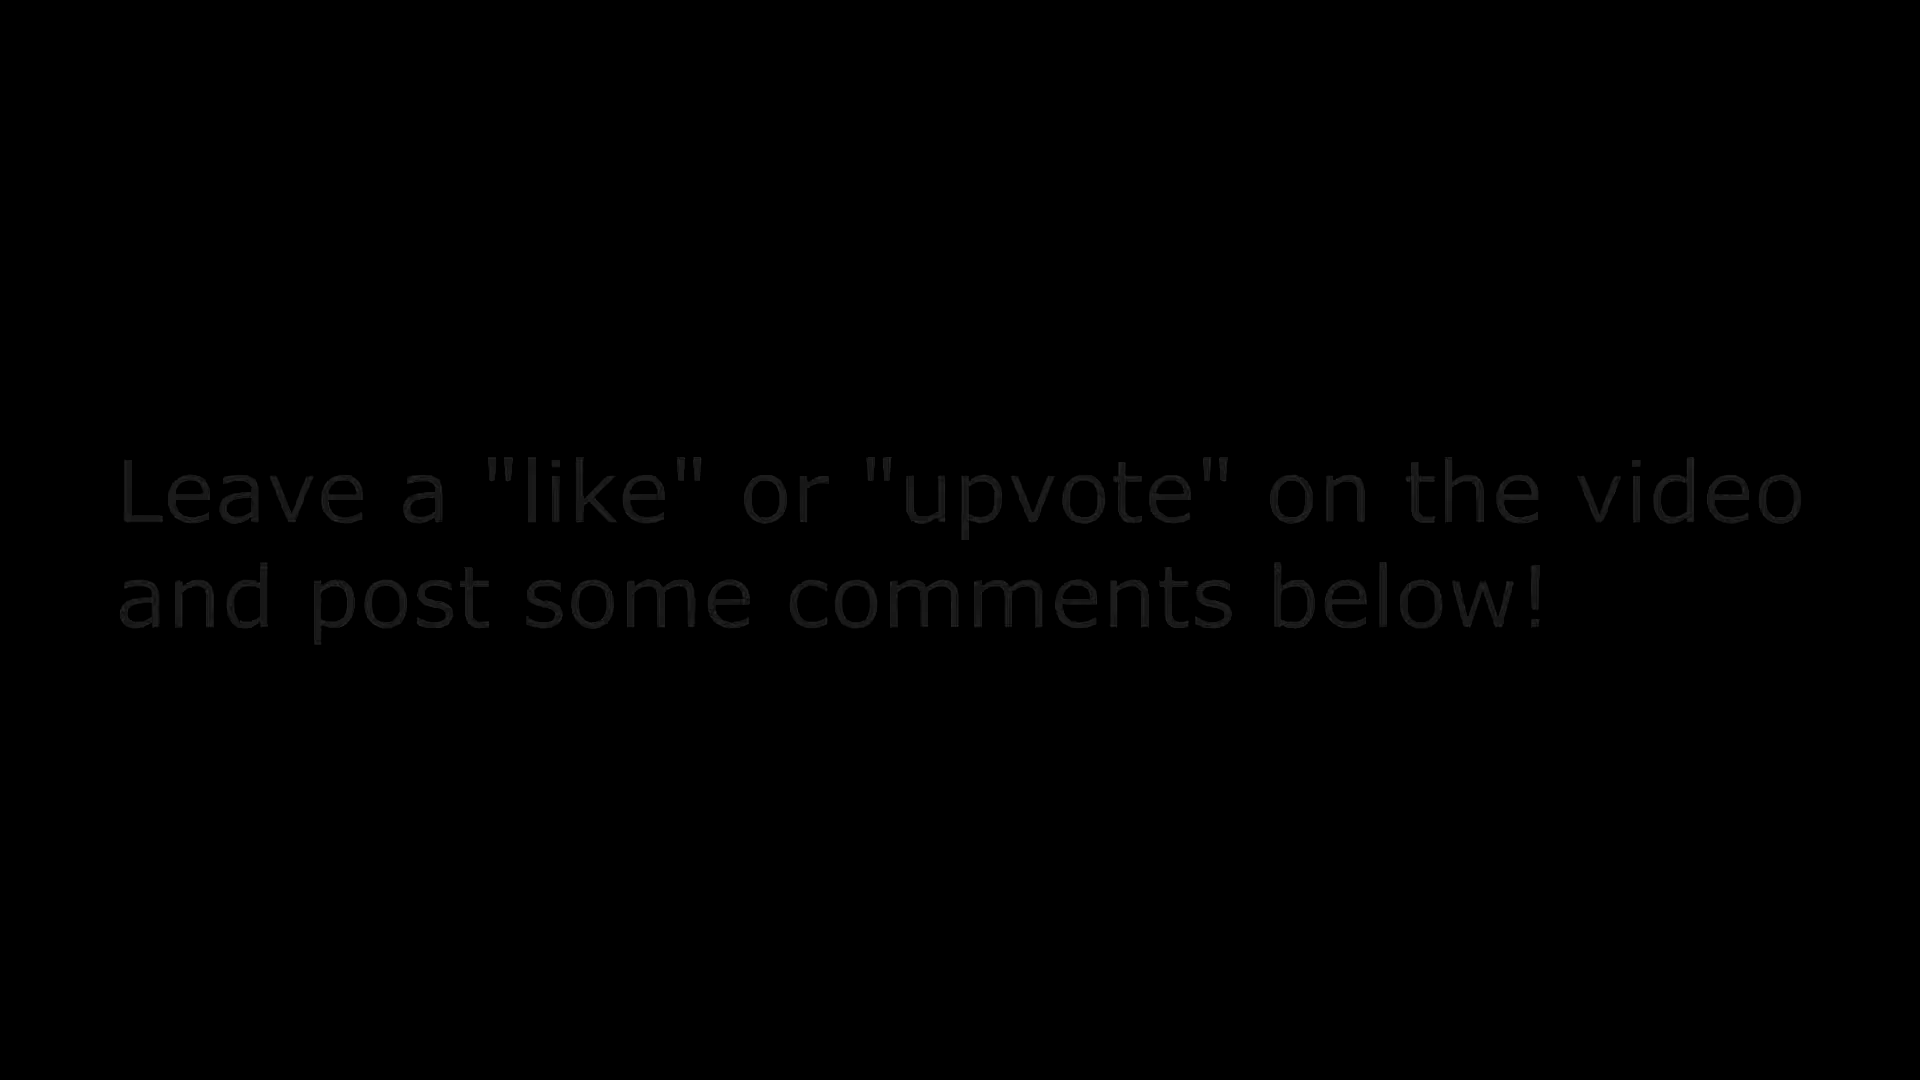 Leave a "like" or "upvote" on the video
and post some comments below!